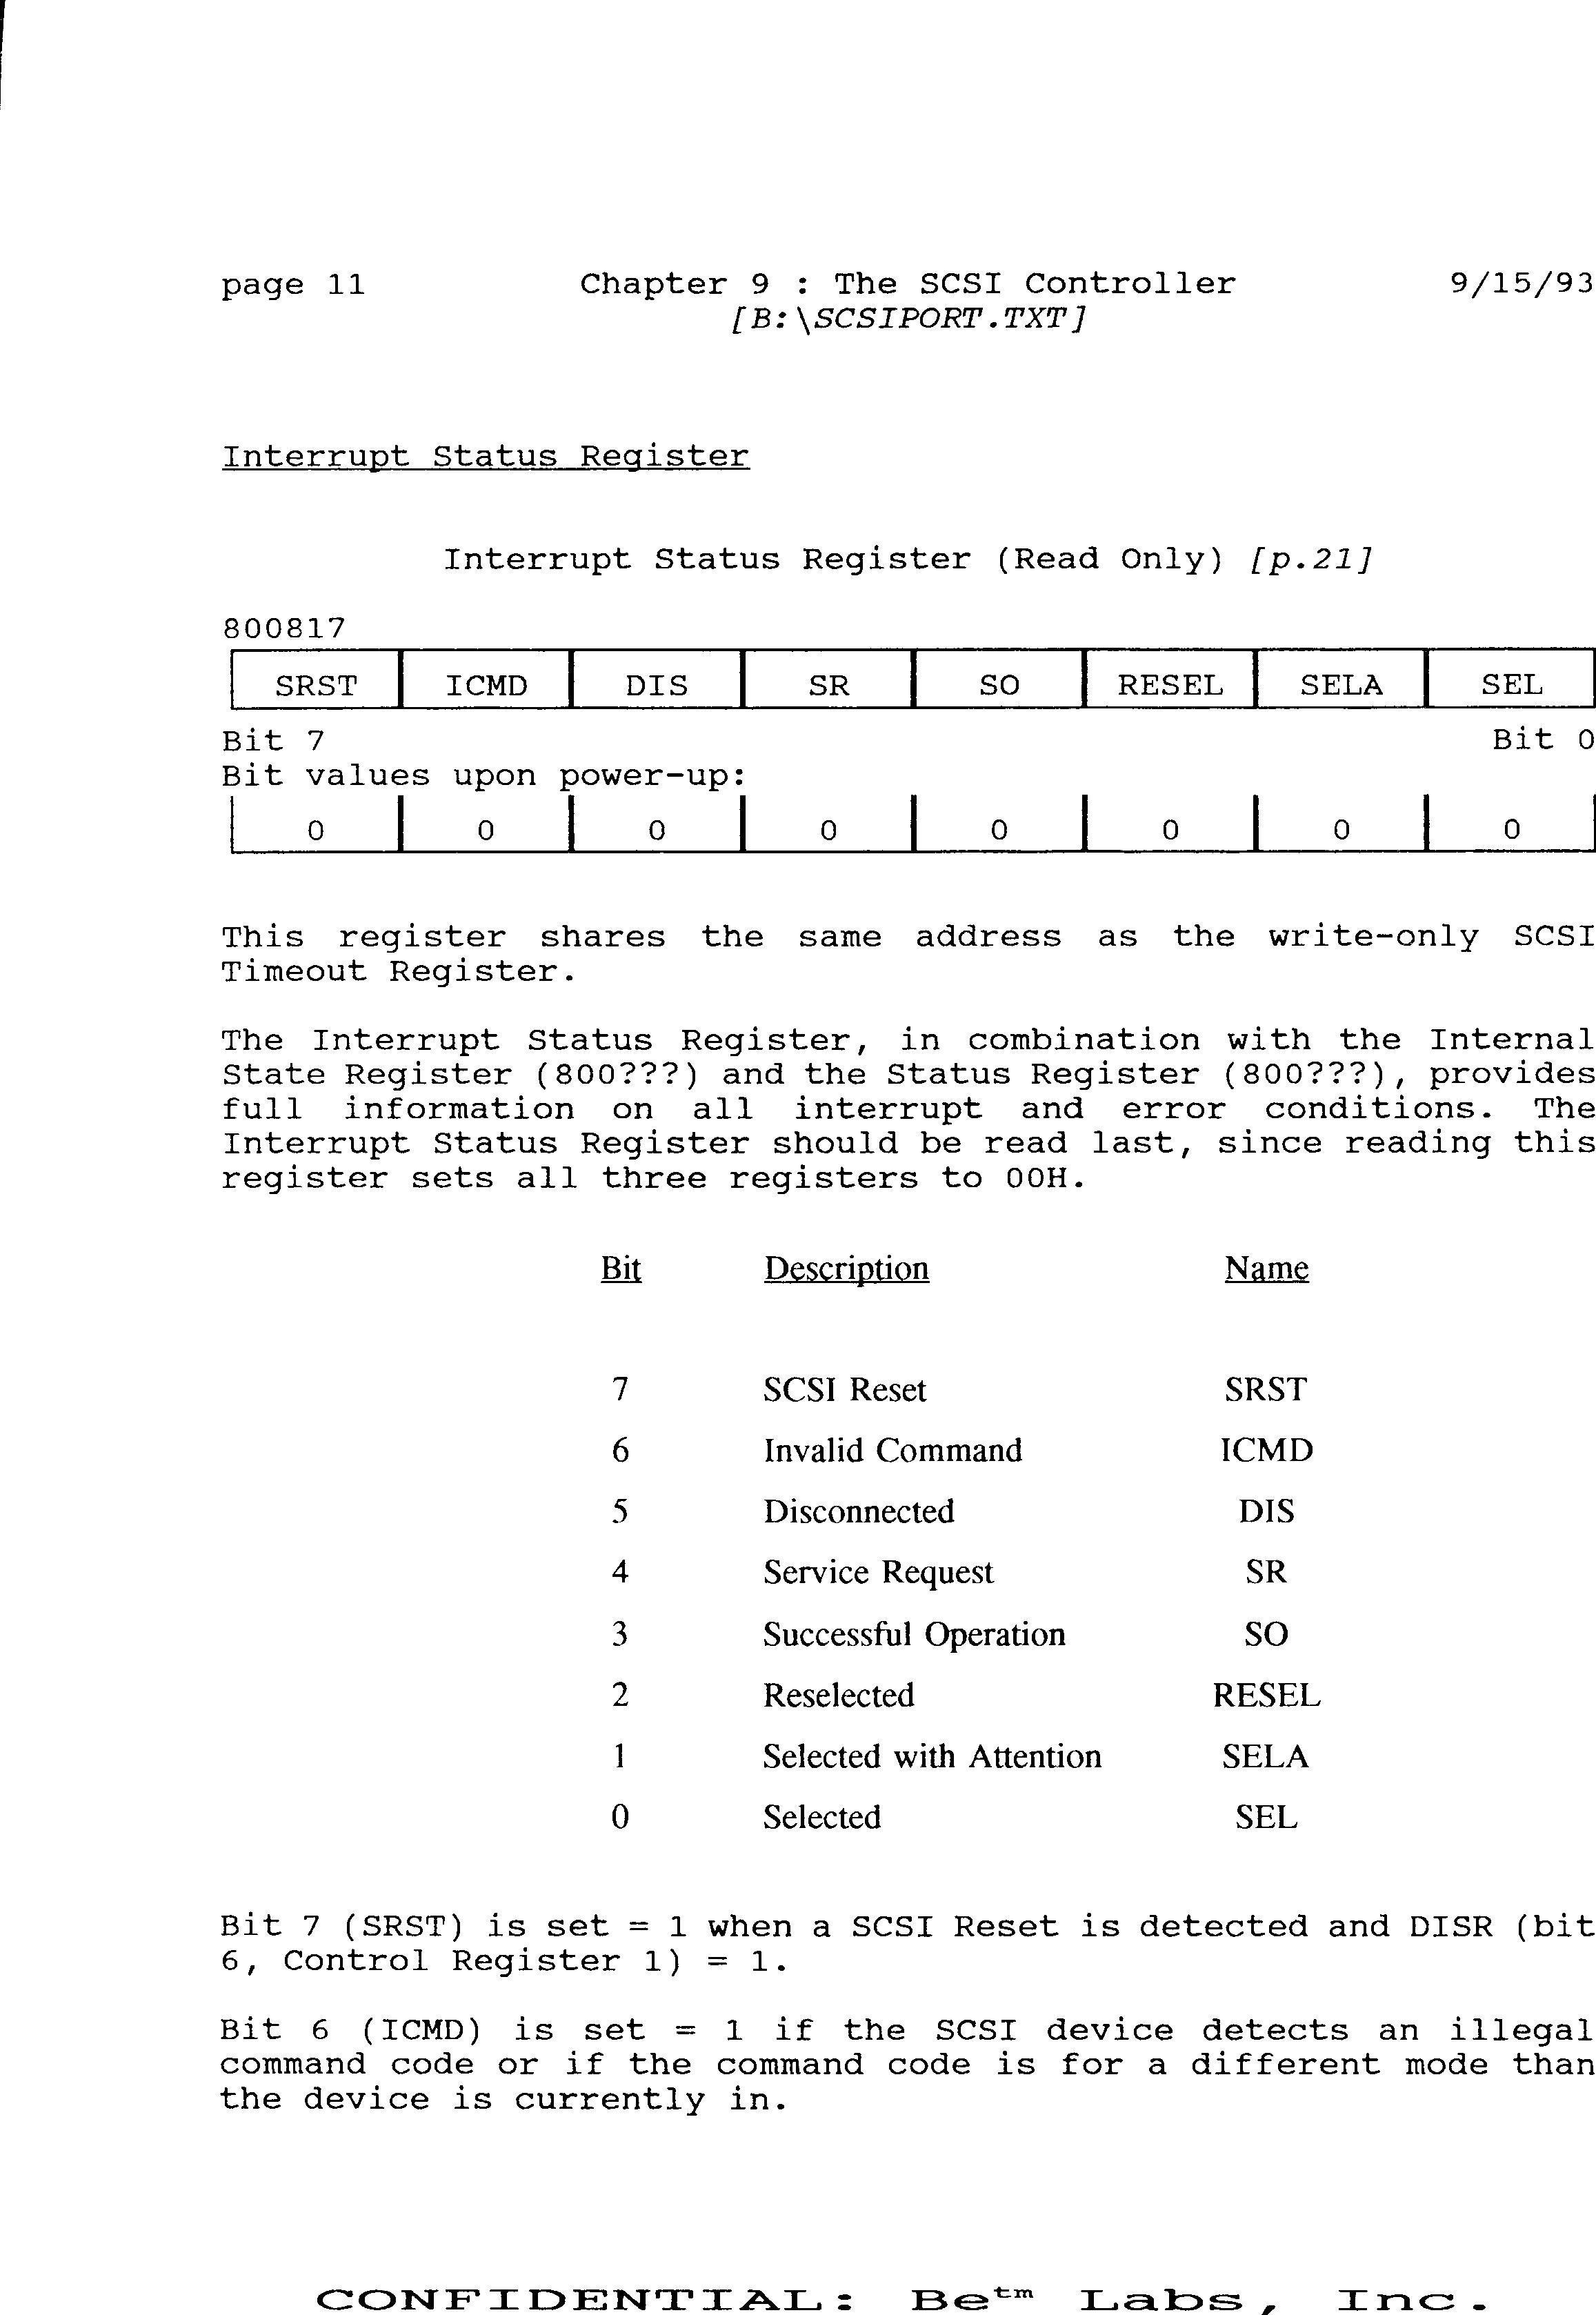 page 11 Chapter 9 : The SCSI Controller 9/15/93
[B:\SCSIPORT.TXT]
Interrupt Status Register
Interrupt Status Register (Read Only) [p.21]
800817
SRST ICMD DIS SR SO RESEL SELA SEL
Bit 7 Bit 0
Bit values upon power-up:
0 0 0 0 0 0 0 0
This register shares the same address as the write-only SCSI
Timeout Register.
The Interrupt Status Register, in combination with the Internal
State Register (800???) and the Status Register (800???), provides
full information on all interrupt and error conditions. The
Interrupt Status Register should be read last, since reading this
register sets all three registers to 00H.
Bit Description Name
7 SCSI Reset SRST
6 Invalid Command ICMD
5 Disconnected DIS
4 Service Request SR
3 Successful Operation SO
2 Reselected RESEL
1 Selected with Attention SELA
0 Selected SEL
Bit 7 (SRST) is set = 1 when a SCSI Reset is detected and DISR (bit
6, Control Register 1) = 1.
Bit 6 (ICMD) is set = 1 if the SCSI device detects an illegal
command code or if the command code is for a different mode than
the device is currently in.
CONFIDENTIAL: Be™ Labs, Inc.